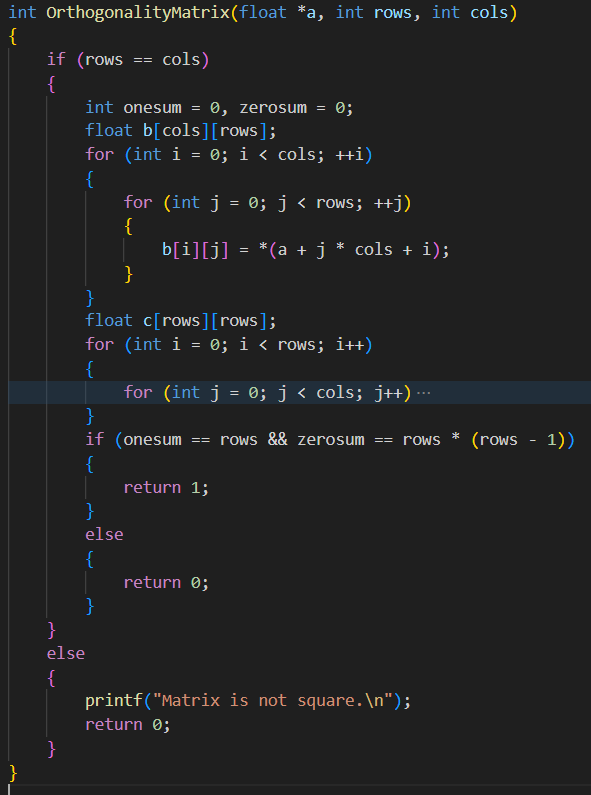 int OrthogonalityMatrix(float *a, int rows, int cols)
{
    if (rows == cols)
    {
        int onesum = 0, zerosum = 0;
        float b[cols][rows];
        for (int i = 0; i < cols; ++i)
        {
            for (int j = 0; j < rows; ++j)
            {
                b[i][j] = *(a + j * cols + i);
            }
        }
        float c[rows][rows];
        for (int i = 0; i < rows; i++)
        {
            for (int j = 0; j < cols; j++)···
        }
        if (onesum == rows && zerosum == rows * (rows - 1))
        {
            return 1;
        }
        else
        {
            return 0;
        }
    }
    else
    {
        printf("Matrix is not square.\n");
        return 0;
    }
}